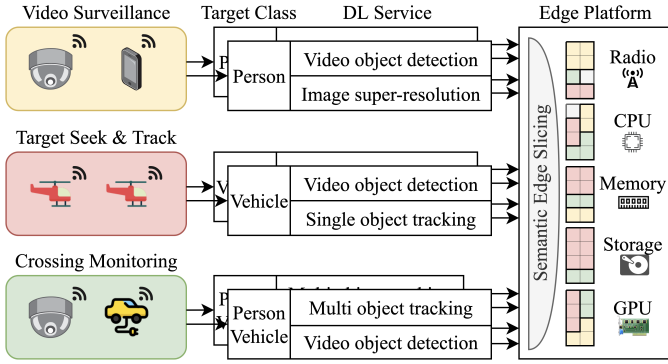 Video Surveillance
Target Class
DL Service
Edge Platform
P
Person
Video object detection
Image super-resolution
Target Seek & Track
V
Vehicle
Video object detection
Single object tracking
Crossing Monitoring
P
V
Person
Vehicle
Multi object tracking
Video object detection
Semantic Edge Slicing
Radio
CPU
Memory
Storage
GPU